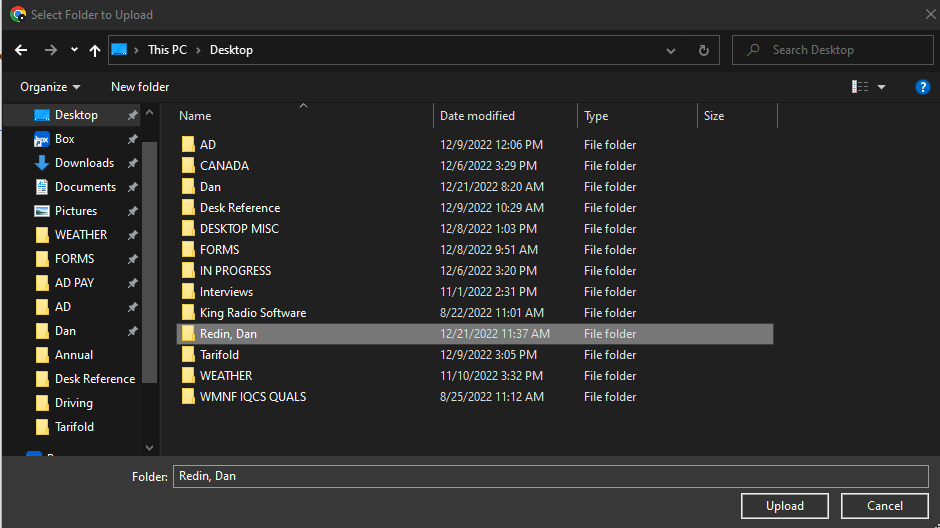 Select Folder to Upload
This PC > Desktop
Search Desktop
Organize
New folder
?
Desktop
Box
Downloads
Documents
Pictures
WEATHER
FORMS
AD PAY
AD
Dan
Annual
Desk Reference
Driving
Tarifold
Name Date modified Type Size
AD 12/9/2022 12:06 PM File folder
CANADA 12/6/2022 3:29 PM File folder
Dan 12/21/2022 8:20 AM File folder
Desk Reference 12/9/2022 10:29 AM File folder
DESKTOP MISC 12/8/2022 1:03 PM File folder
FORMS 12/8/2022 9:51 AM File folder
IN PROGRESS 12/6/2022 3:20 PM File folder
Interviews 11/1/2022 2:31 PM File folder
King Radio Software 8/22/2022 11:01 AM File folder
Redin, Dan 12/21/2022 11:37 AM File folder
Tarifold 12/9/2022 3:05 PM File folder
WEATHER 11/10/2022 3:32 PM File folder
WMNF IQCS QUALS 8/25/2022 11:12 AM File folder
Folder: Redin, Dan
Upload
Cancel